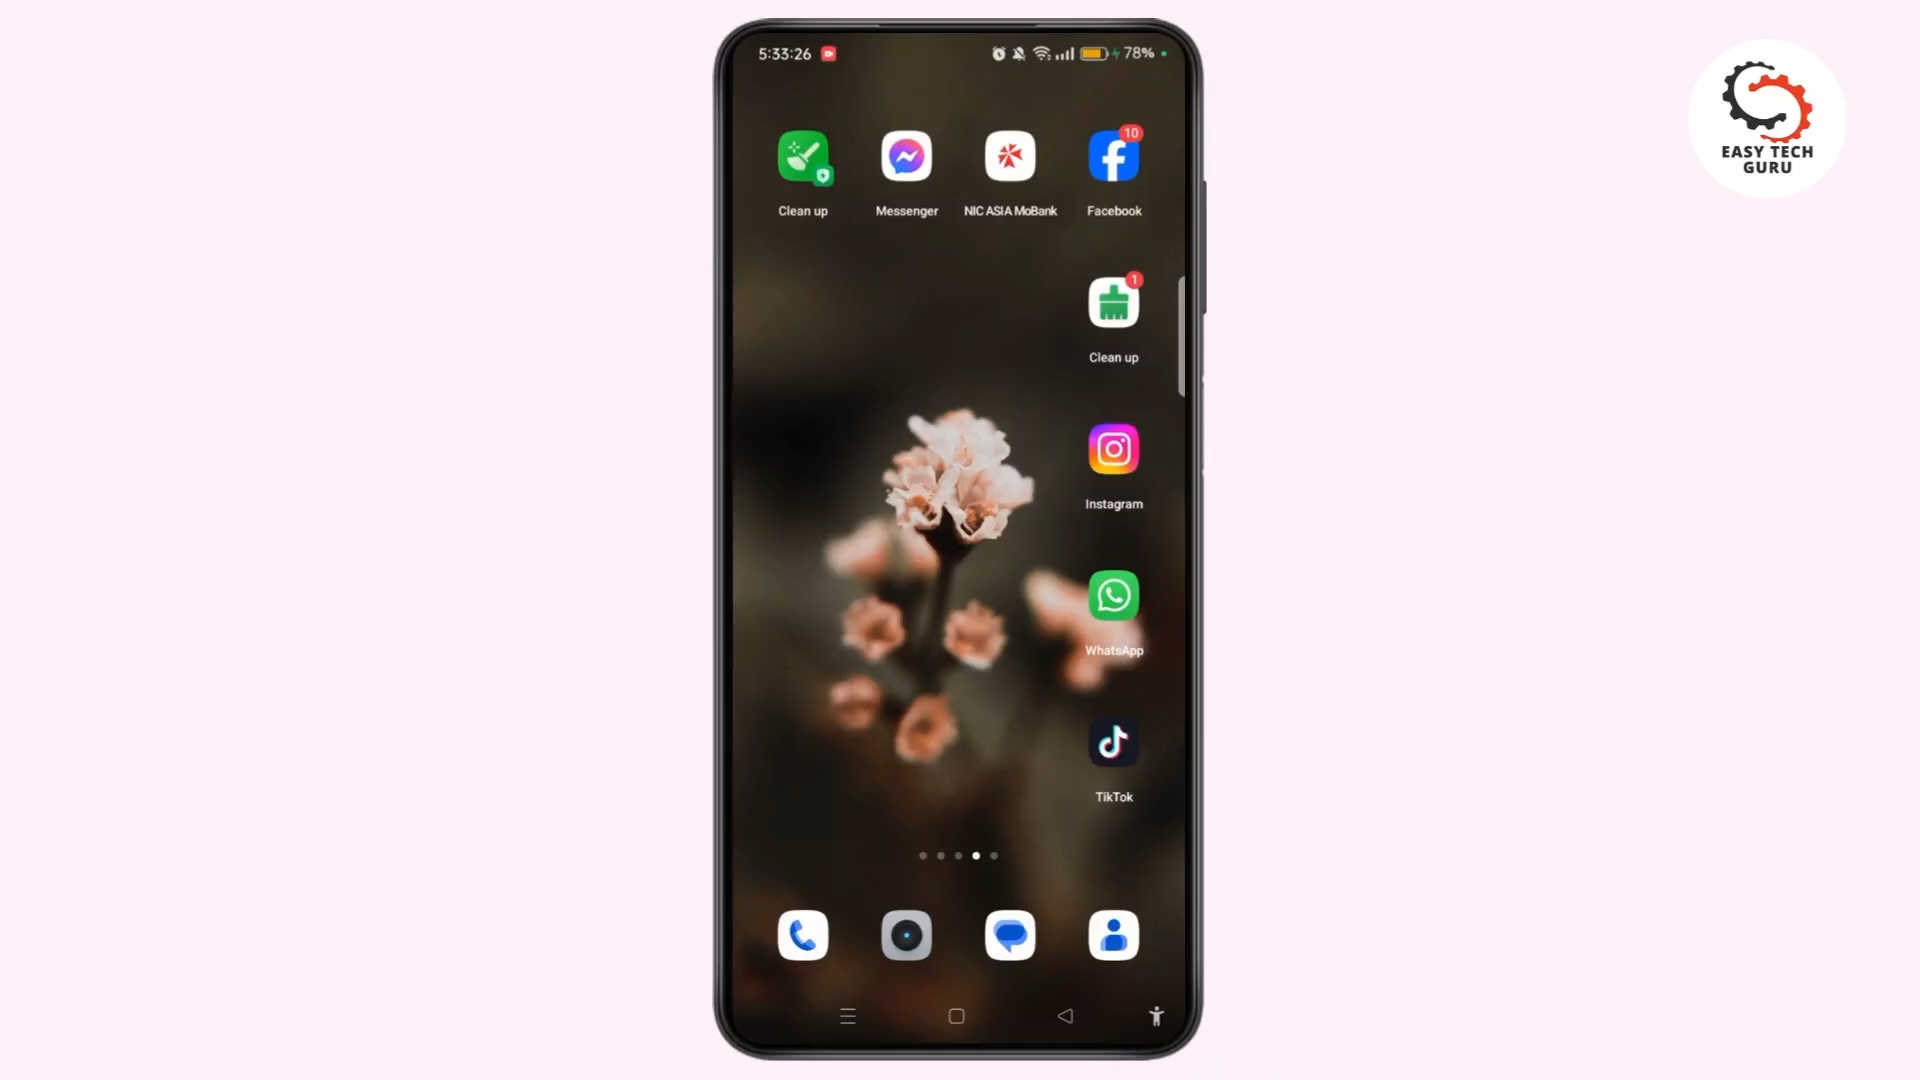 5:33:26
78%
EASY TECH
GURU
10
Clean up
Messenger
NIC ASIA MoBank
Facebook
1
Clean up
Instagram
WhatsApp
TikTok